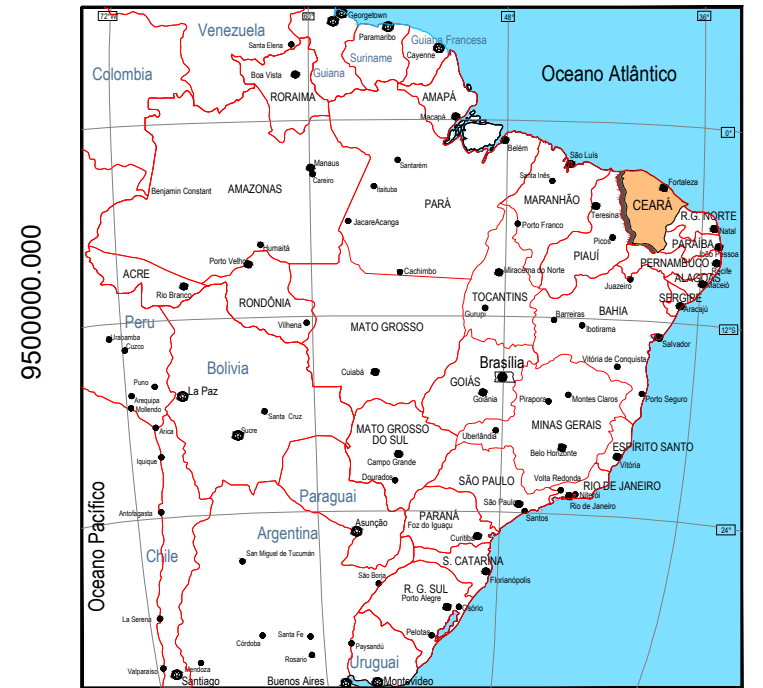 72°W
60°
48°
36°
Georgetown
Venezuela
Paramaribo
Santa Elena
Guiana Francesa
Suriname
Cayenne
Colombia
Boa Vista
Guiana
Oceano Atlântico
RORAIMA
AMAPÁ
Macapá
0°
Belém
São Luís
Manaus
Santarém
Careiro
Santa Inês
Fortaleza
Benjamin Constant
AMAZONAS
Itaituba
PARÁ
MARANHÃO
CEARÁ
Teresina
R.G. NORTE
JacareAcanga
Porto Franco
Natal
Humaitá
Picos
PARAÍBA
João Pessoa
PIAUÍ
Porto Velho
PERNAMBUCO
Recife
ACRE
Cachimbo
Miracema do Norte
ALAGOAS
Rio Branco
Juazeiro
Maceió
TOCANTINS
SERGIPE
RONDÔNIA
Gurupi
BAHIA
Aracajú
9500000.000
Peru
Vilhena
MATO GROSSO
Barreiras
Ibotirama
12°S
Urabamba
Cuzco
Salvador
Brasília
Vitória de Conquista
Bolivia
Cuiabá
Puno
GOIÁS
La Paz
Goiânia
Pirapora
Montes Claros
Porto Seguro
Arequipa
Mollendo
Santa Cruz
MINAS GERAIS
Arica
Sucre
MATO GROSSO
DO SUL
Uberlândia
ESPÍRITO SANTO
Belo Horizonte
Iquique
Campo Grande
Vitória
Dourados
SÃO PAULO
Volta Redonda
RIO DE JANEIRO
Niterói
Paraguai
São Paulo
Rio de Janeiro
Antofagasta
Santos
PARANÁ
Asunção
Foz do Iguaçu
24°
Argentina
Curitiba
Oceano Pacífico
Chile
San Miguel de Tucumán
S. CATARINA
São Borja
Florianópolis
R. G. SUL
Porto Alegre
Osório
La Serena
Córdoba
Santa Fe
Pelotas
Paysandú
Rosario
Uruguai
Valparaíso
Mendoza
Santiago
Buenos Aires
Montevideo